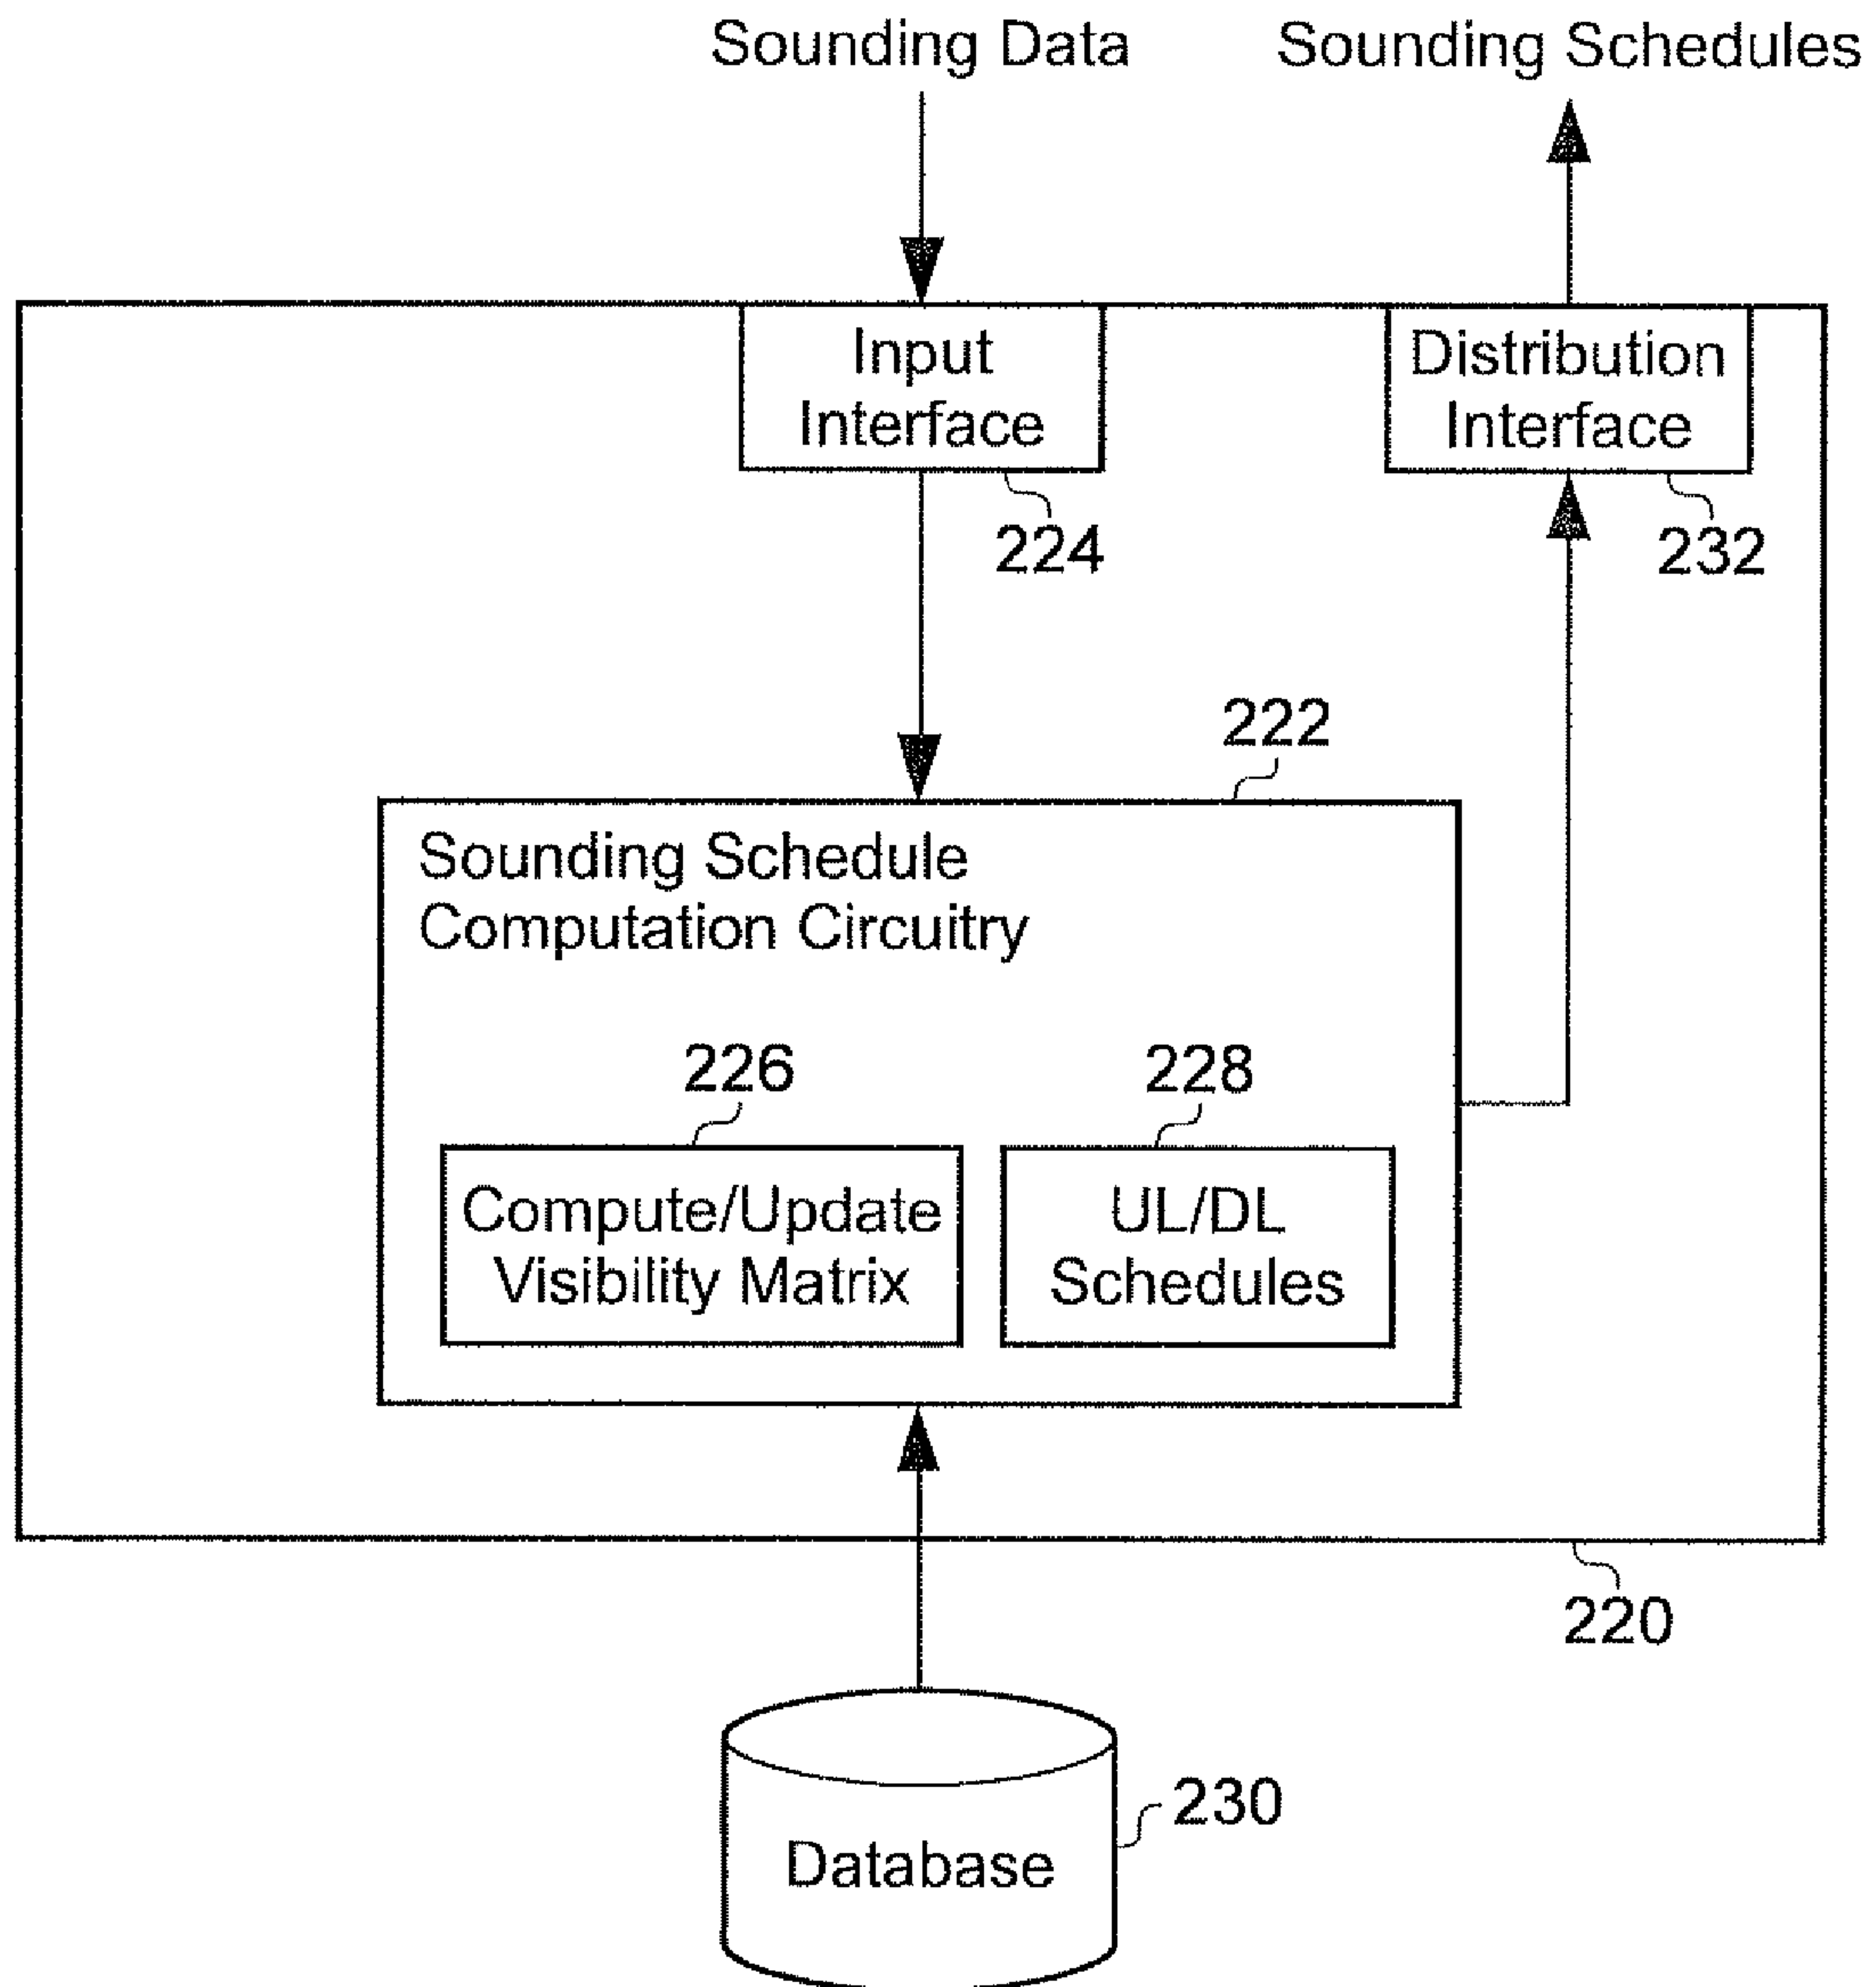 Sounding Data
Sounding Schedules
Input
Interface
Distribution
Interface
224
232
222
Sounding Schedule
Computation Circuitry
226
228
Compute/Update
Visibility Matrix
UL/DL
Schedules
220
230
Database